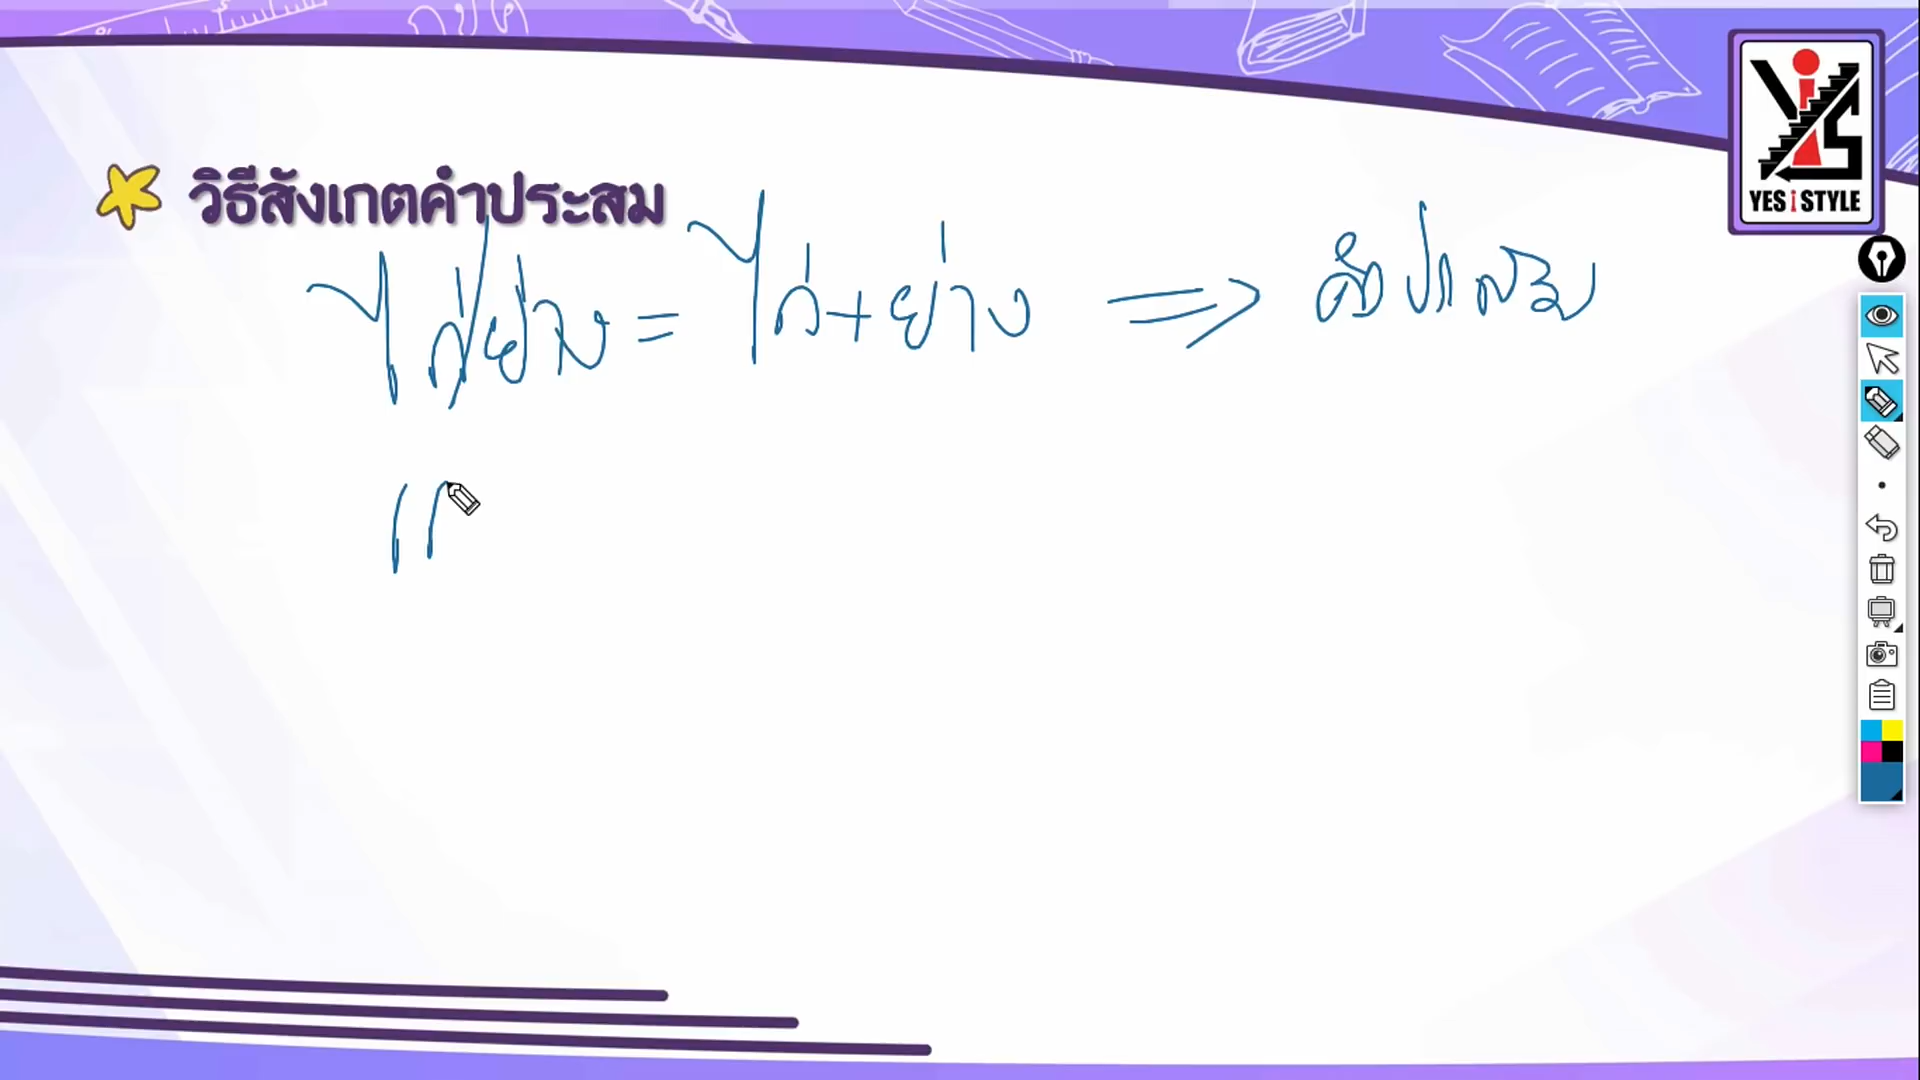 วิธีสังเกตคำประสม
YES i STYLE
ไก่ย่าง = ไก่+ย่าง ⇒ คำประสม
แ